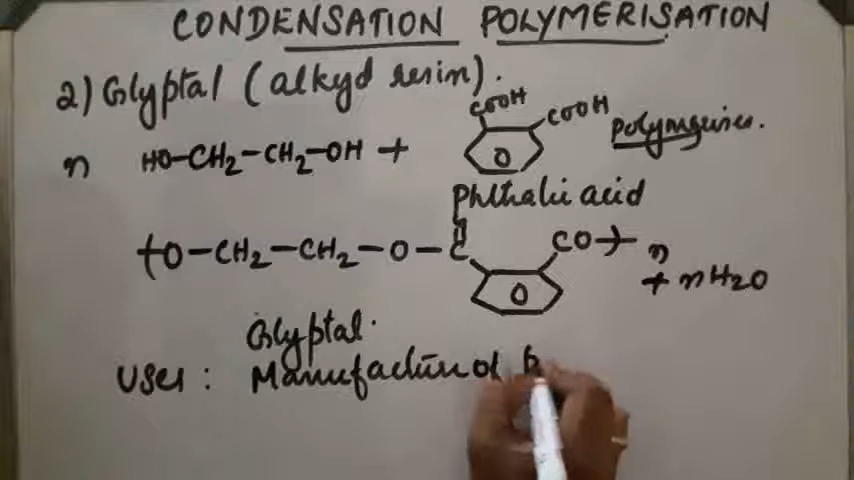 CONDENSATION POLYMERISATION
2) Glyptal (alkyd resin).
COOH
COOH
n HO-CH2-CH2-OH +
Phthalic acid
O
(O-CH2-CH2-O-C
CO)n
+ nH2O
Glyptal.
Uses: Manufacture of